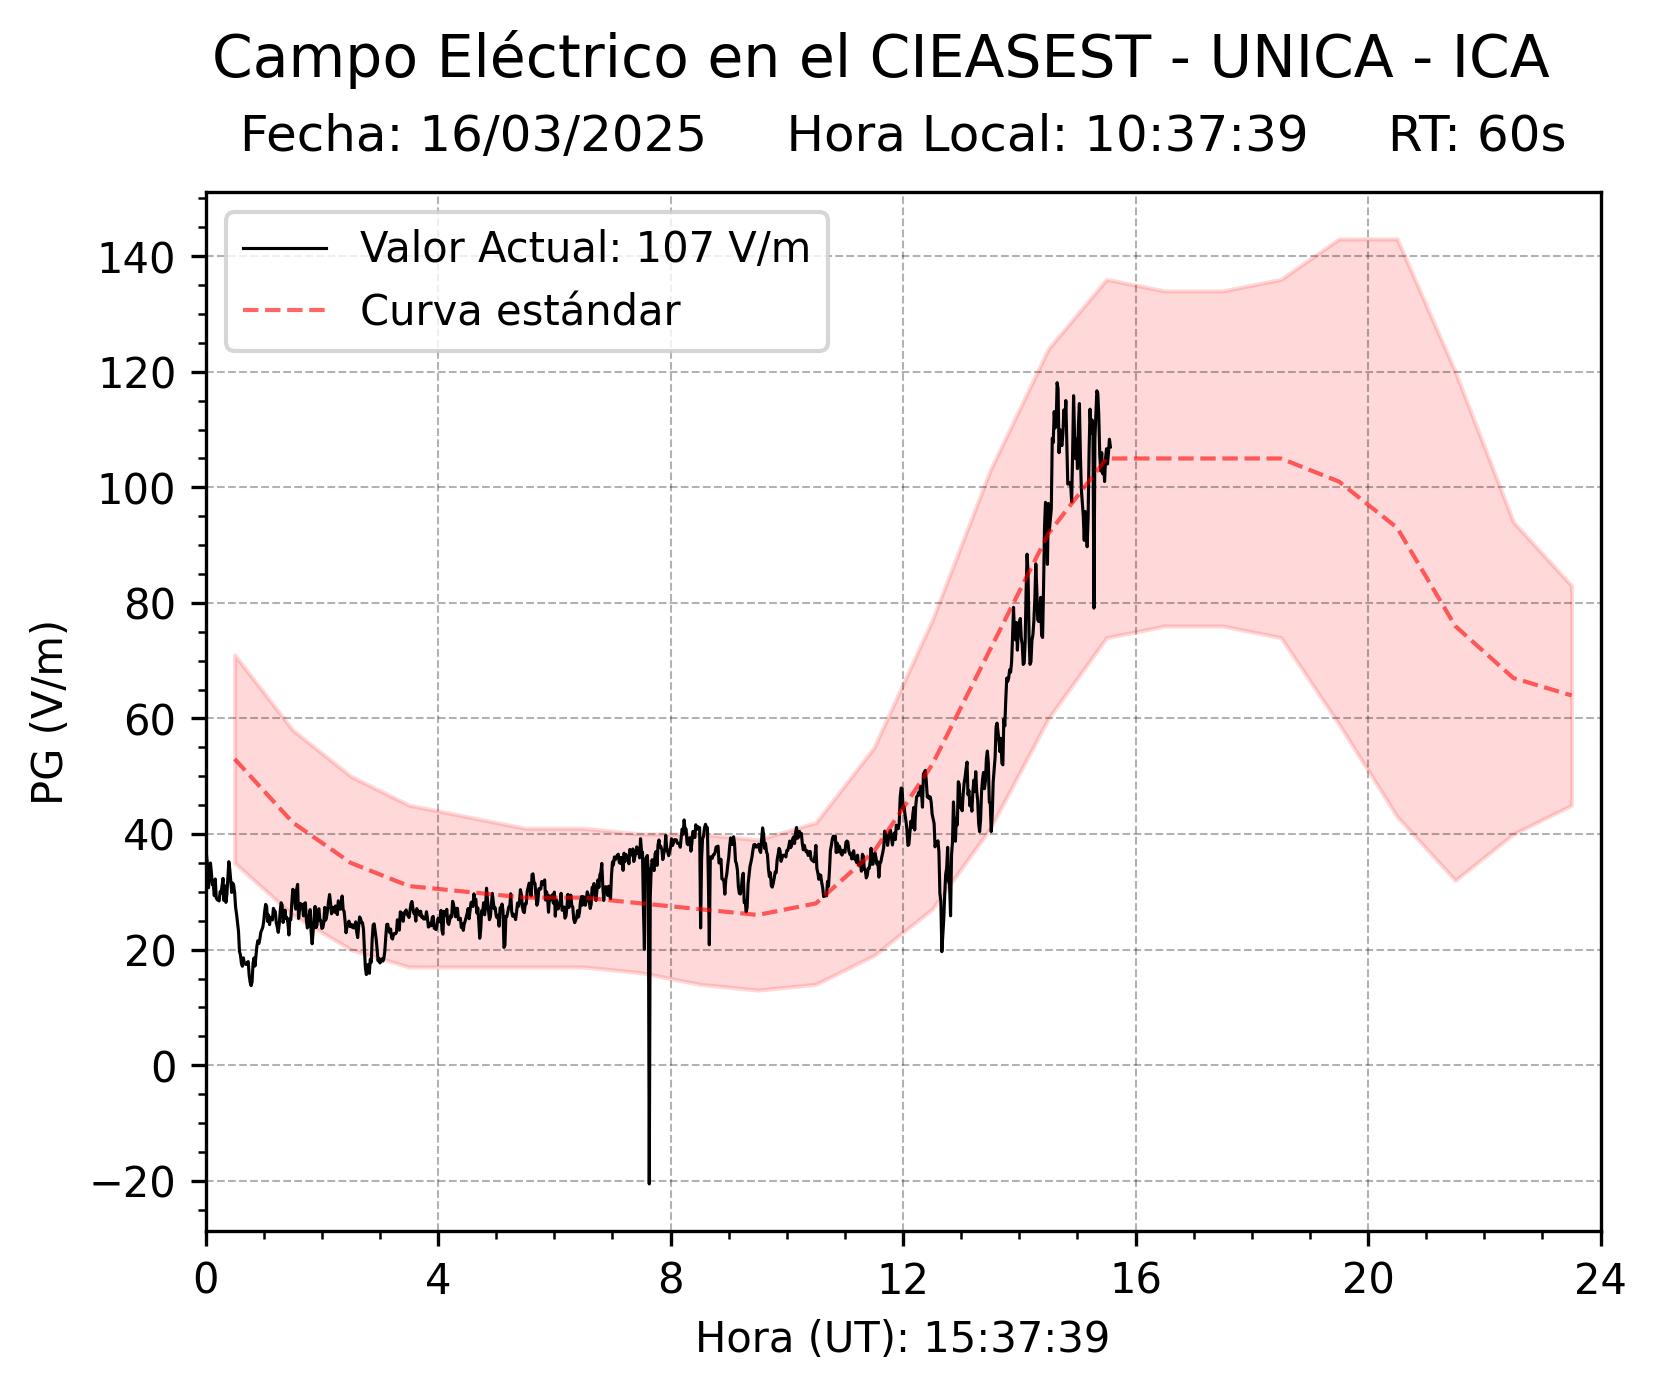 Campo Eléctrico en el CIEASEST - UNICA - ICA
Fecha: 16/03/2025 Hora Local: 10:37:39 RT: 60s
Valor Actual: 107 V/m
Curva estándar
PG (V/m)
140
120
100
80
60
40
20
0
−20
0 4 8 12 16 20 24
Hora (UT): 15:37:39